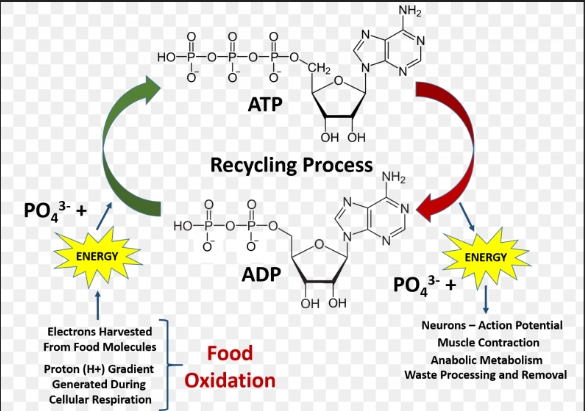 NH₂
HO-P-O-P-O-P-O
O O O
O⁻ O⁻ O⁻
CH₂
N N N N
O
ATP
OH OH
Recycling Process
NH₂
PO₄³⁻ +
HO-P-O-P-O
O O
O⁻ O⁻
N N N N
O
ADP
OH OH
ENERGY
ENERGY
PO₄³⁻ +
Electrons Harvested
From Food Molecules
Proton (H+) Gradient
Generated During
Cellular Respiration
Food
Oxidation
Neurons – Action Potential
Muscle Contraction
Anabolic Metabolism
Waste Processing and Removal